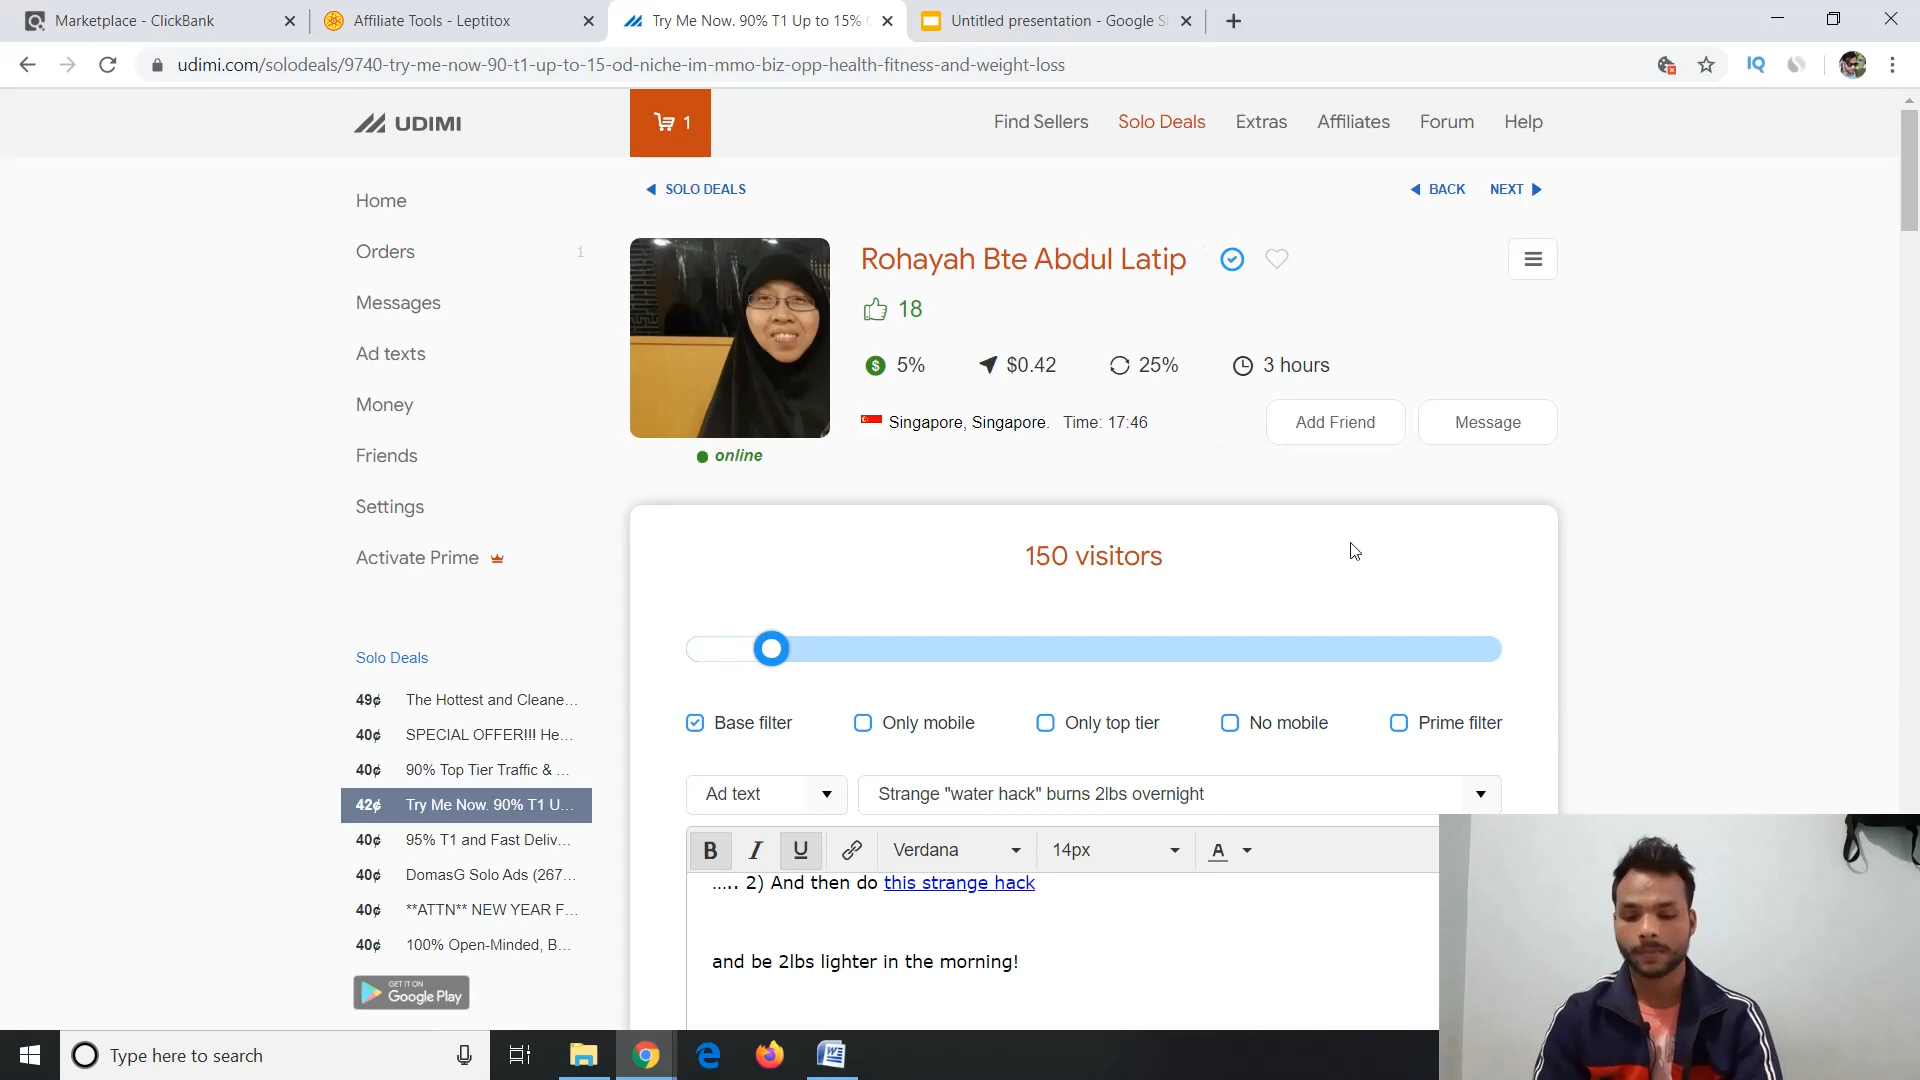 Marketplace - ClickBank
Affiliate Tools - Leptitox
Try Me Now. 90% T1 Up to 15%
Untitled presentation - Google Sl
udimi.com/solodeals/9740-try-me-now-90-t1-up-to-15-od-niche-im-mmo-biz-opp-health-fitness-and-weight-loss
IQ
UDIMI
1
Find Sellers
Solo Deals
Extras
Affiliates
Forum
Help
SOLO DEALS
BACK
NEXT
Home
Orders 1
Messages
Ad texts
Money
Friends
Settings
Activate Prime
Rohayah Bte Abdul Latip
18
$ 5%
$0.42
25%
3 hours
Singapore, Singapore. Time: 17:46
Add Friend
Message
online
150 visitors
Base filter
Only mobile
Only top tier
No mobile
Prime filter
Ad text
Strange "water hack" burns 2lbs overnight
B I U
Verdana
14px
A
..... 2) And then do this strange hack
and be 2lbs lighter in the morning!
Solo Deals
49¢ The Hottest and Cleane...
40¢ SPECIAL OFFER!!! He...
40¢ 90% Top Tier Traffic & ...
42¢ Try Me Now. 90% T1 U...
40¢ 95% T1 and Fast Deliv...
40¢ DomasG Solo Ads (267...
40¢ **ATTN** NEW YEAR F...
40¢ 100% Open-Minded, B...
GET IT ON
Google Play
Type here to search